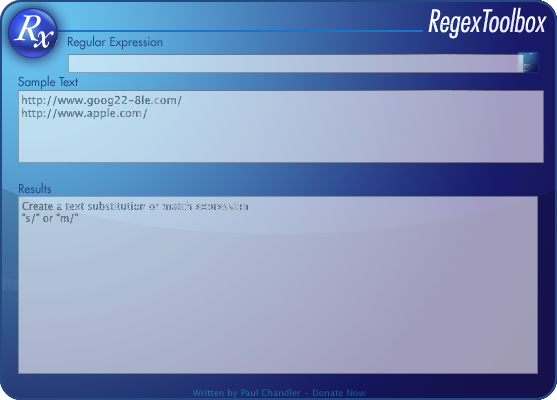 Rx
RegexToolbox
Regular Expression
Sample Text
http://www.goog22-8le.com/
http://www.apple.com/
Results
Create a text substitution or match expression
"s/" or "m/"
Written by Paul Chandler - Donate Now